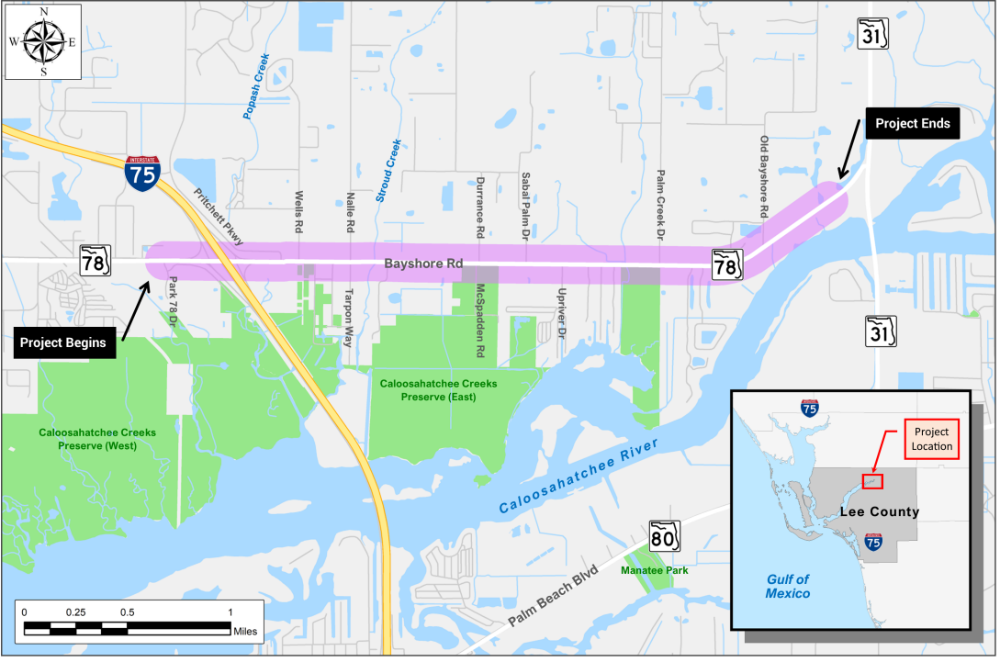 N
W
E
S
31
Project Ends
Popash Creek
INTERSTATE
75
Stroud Creek
Old Bayshore Rd
Pritchett Pkwy
Wells Rd
Nalle Rd
Durrance Rd
Sabal Palm Dr
Palm Creek Dr
78
Bayshore Rd
78
Park 78 Dr
Tarpon Way
McSpadden Rd
Upriver Dr
31
Project Begins
Caloosahatchee Creeks
Preserve (East)
Caloosahatchee Creeks
Preserve (West)
Caloosahatchee River
80
Manatee Park
Palm Beach Blvd
75
Project
Location
Lee County
75
Gulf of
Mexico
0
0.25
0.5
1
Miles